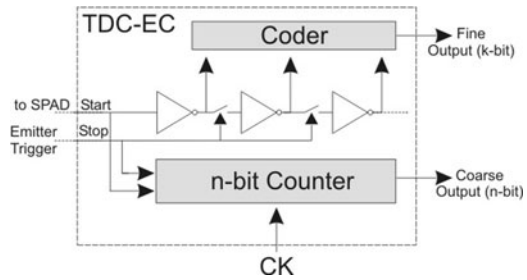 TDC-EC
Coder
Fine
Output (k-bit)
to SPAD
Start
Emitter
Trigger
Stop
n-bit Counter
Coarse
Output (n-bit)
CK